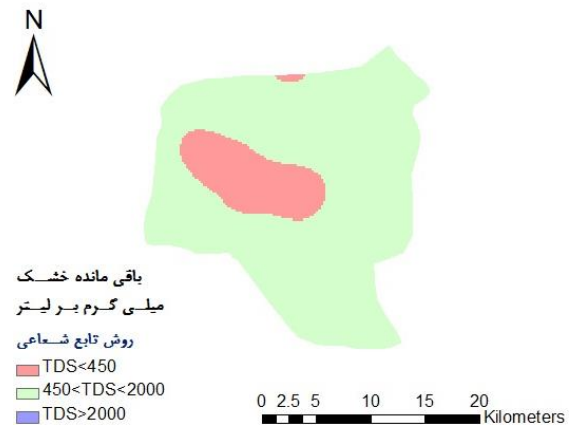 N
باقی مانده خشک
میلی گرم بر لیتر
روش تابع شعاعی
TDS<450
450<TDS<2000
TDS>2000
0 2.5 5 10 15 20
Kilometers